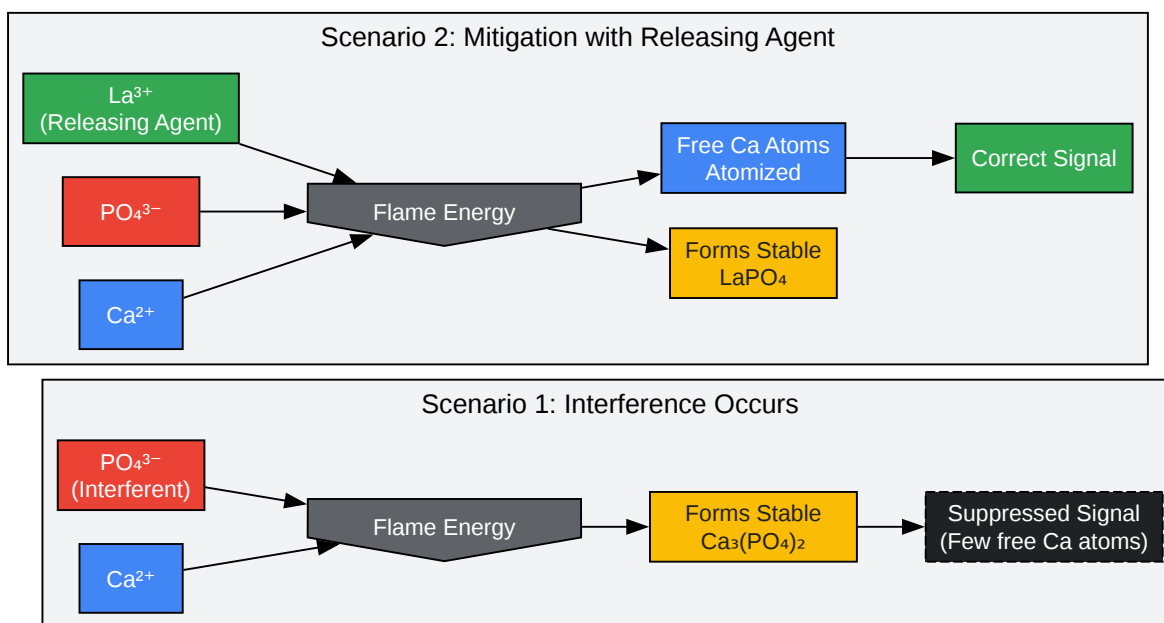 Scenario 2: Mitigation with Releasing Agent
La³⁺
(Releasing Agent)
PO₄³⁻
Ca²⁺
Flame Energy
Free Ca Atoms
Atomized
Forms Stable
LaPO₄
Correct Signal
Scenario 1: Interference Occurs
PO₄³⁻
(Interferent)
Ca²⁺
Flame Energy
Forms Stable
Ca₃(PO₄)₂
Suppressed Signal
(Few free Ca atoms)